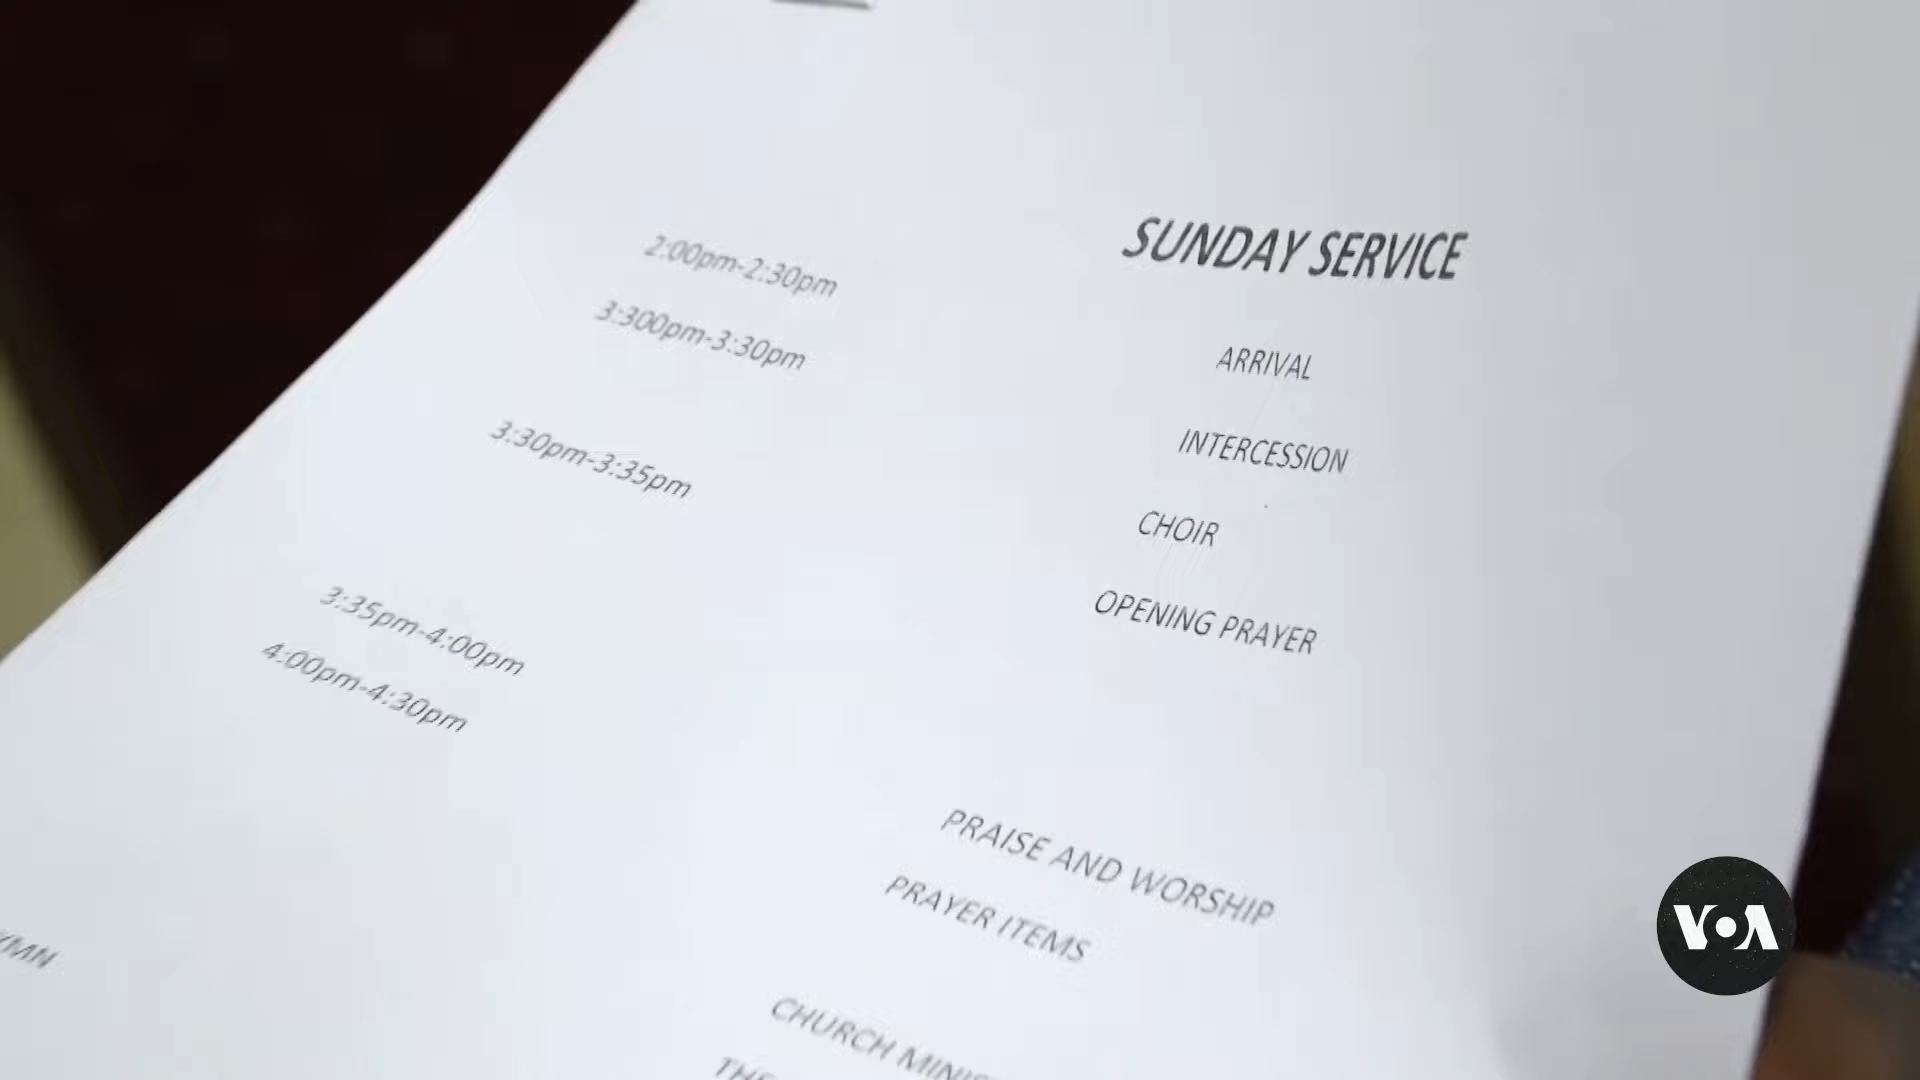 SUNDAY SERVICE
2:00pm-2:30pm ARRIVAL
3:300pm-3:30pm INTERCESSION
3:30pm-3:35pm CHOIR
OPENING PRAYER
3:35pm-4:00pm PRAISE AND WORSHIP
4:00pm-4:30pm PRAYER ITEMS
CHURCH
VOA